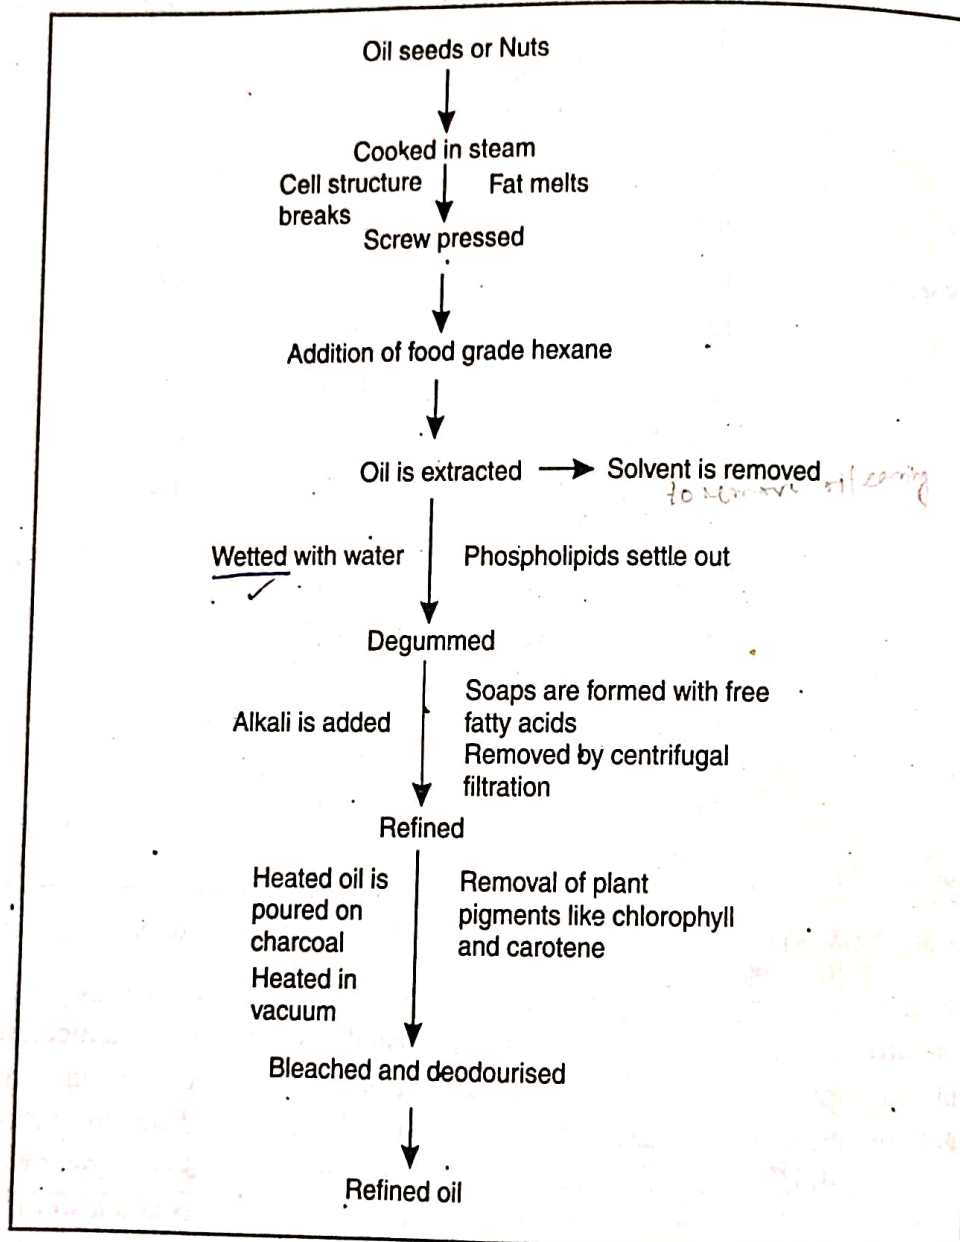 Oil seeds or Nuts
Cooked in steam
Cell structure
breaks
Fat melts
Screw pressed
Addition of food grade hexane
Oil is extracted
Solvent is removed
to remove
Wetted with water
Phospholipids settle out
Degummed
Alkali is added
Soaps are formed with free
fatty acids
Removed by centrifugal
filtration
Refined
Heated oil is
poured on
charcoal
Heated in
vacuum
Removal of plant
pigments like chlorophyll
and carotene
Bleached and deodourised
Refined oil